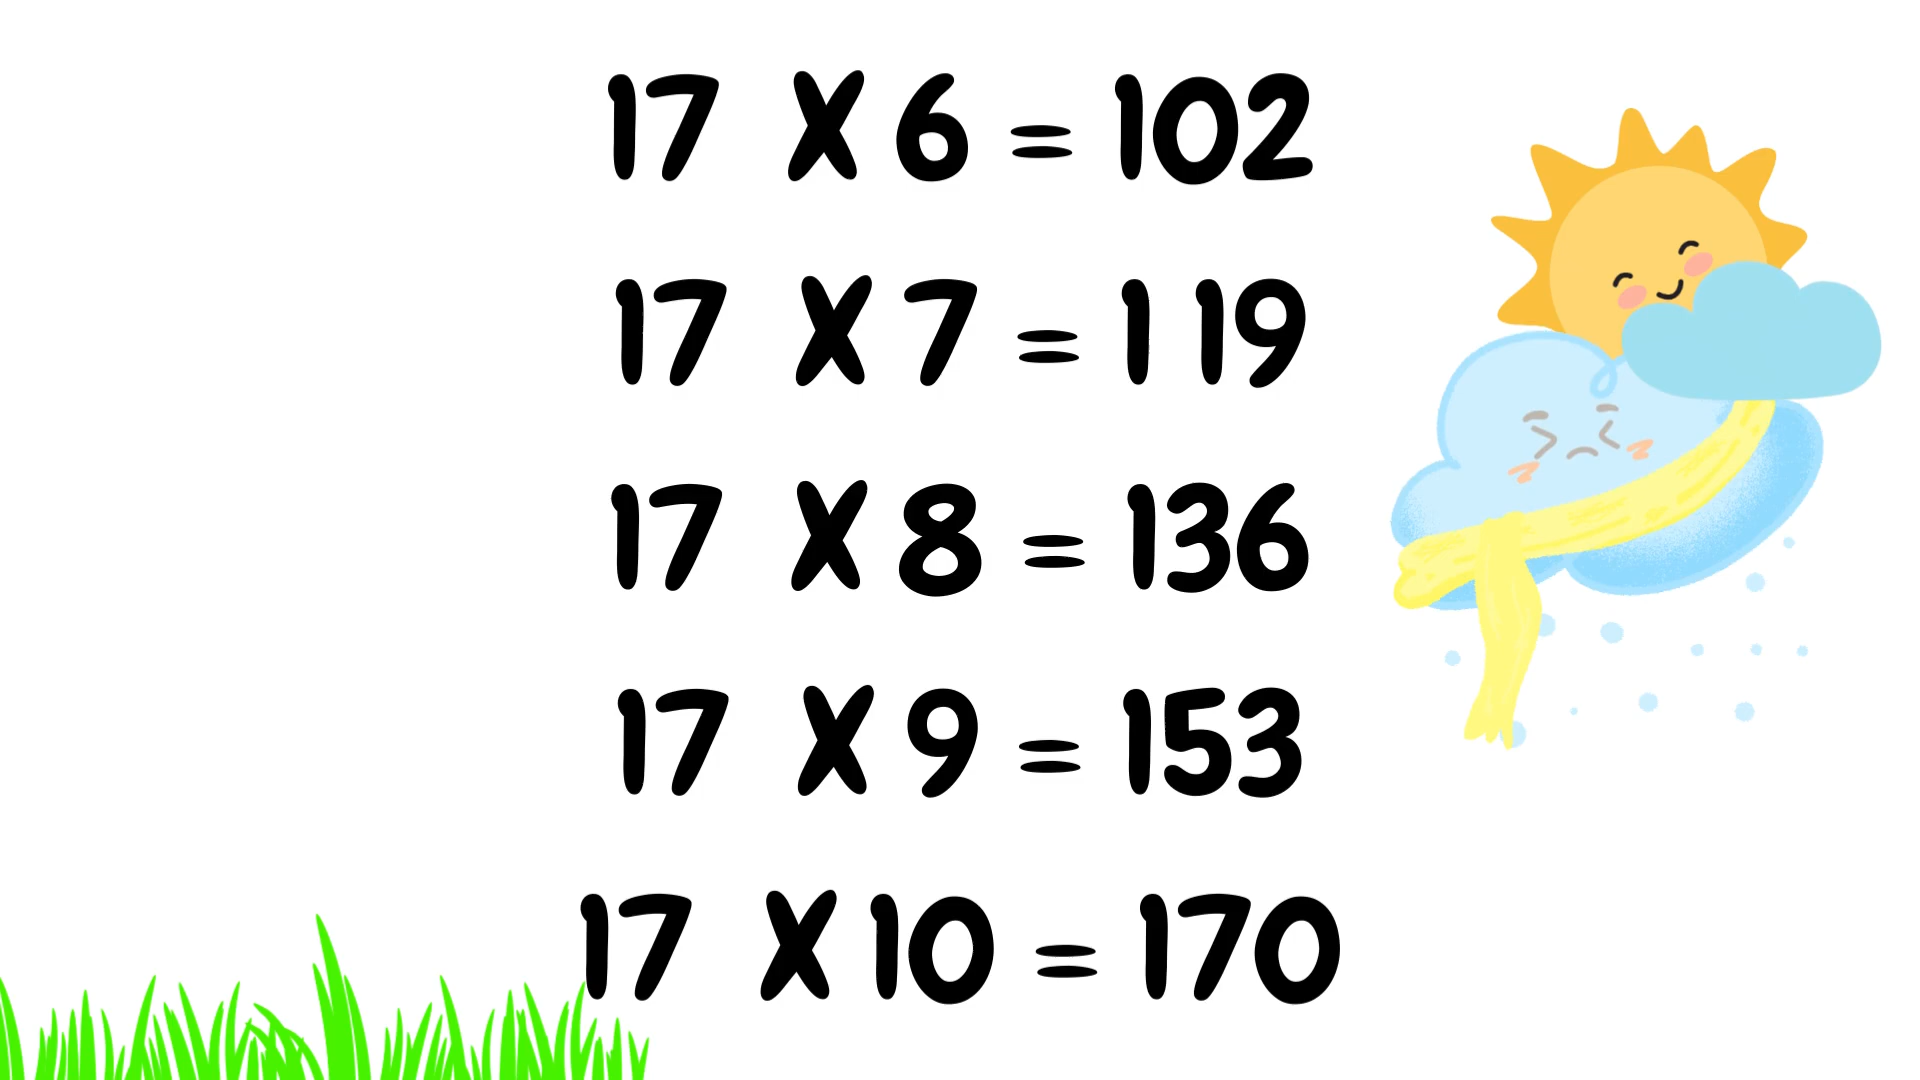 17 X 6 = 102
17 X 7 = 119
17 X 8 = 136
17 X 9 = 153
17 X 10 = 170